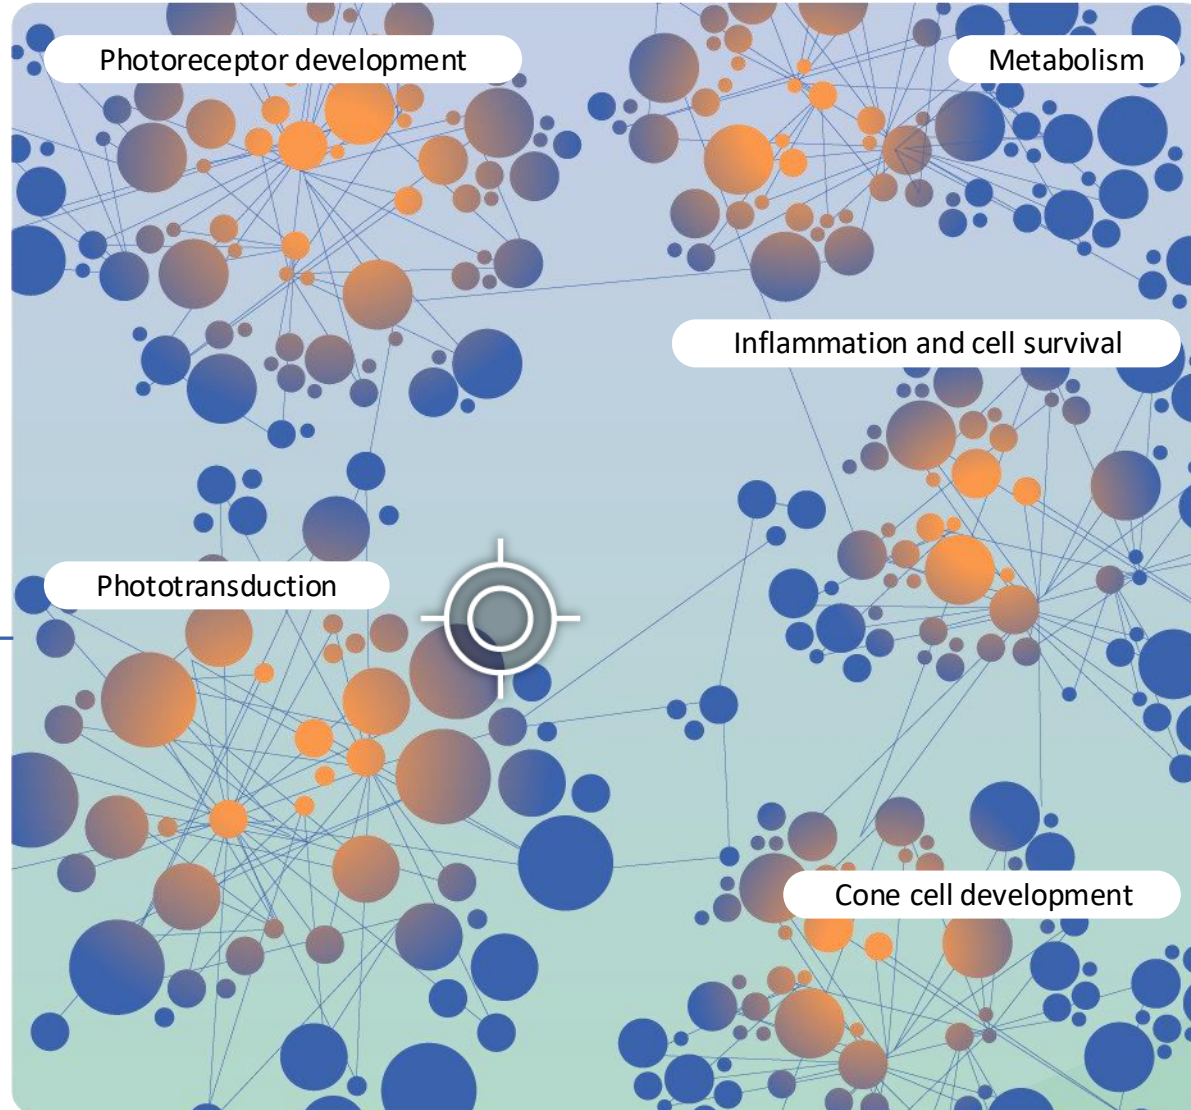 Photoreceptor development
Metabolism
Inflammation and cell survival
Phototransduction
Cone cell development